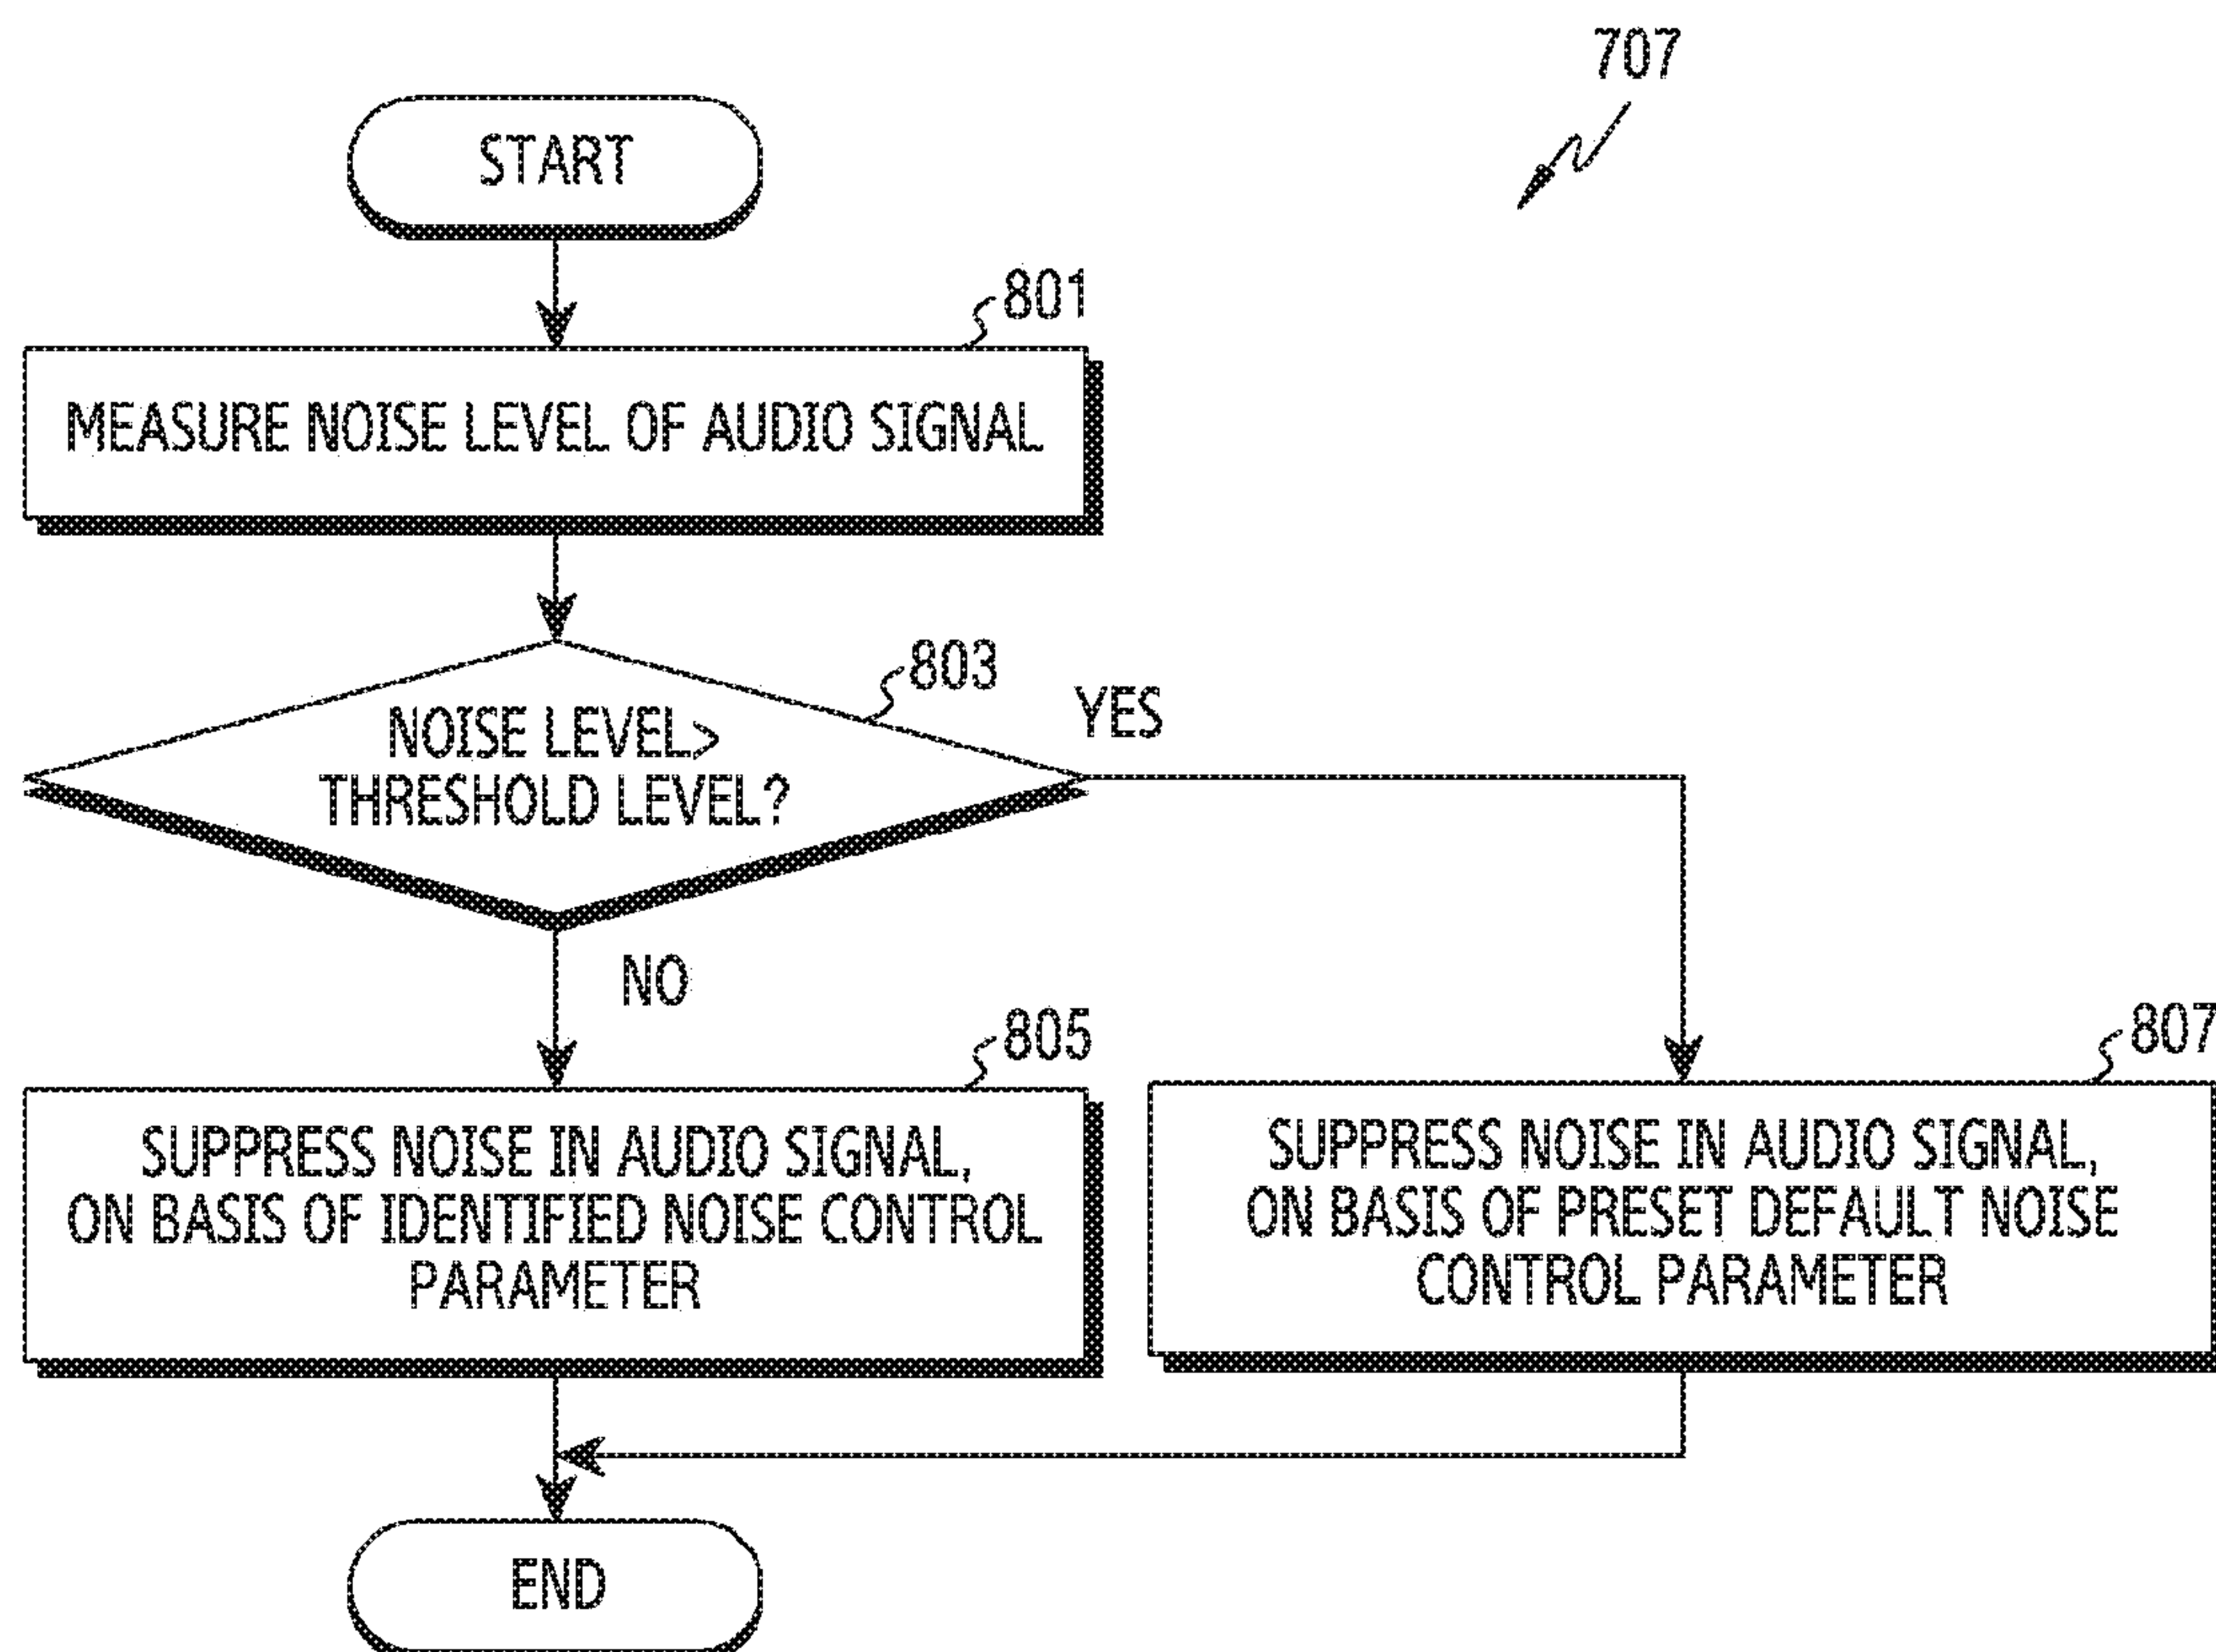 707
START
801
MEASURE NOISE LEVEL OF AUDIO SIGNAL
803
NOISE LEVEL>
THRESHOLD LEVEL?
YES
NO
805
SUPPRESS NOISE IN AUDIO SIGNAL,
ON BASIS OF IDENTIFIED NOISE CONTROL
PARAMETER
807
SUPPRESS NOISE IN AUDIO SIGNAL,
ON BASIS OF PRESET DEFAULT NOISE
CONTROL PARAMETER
END